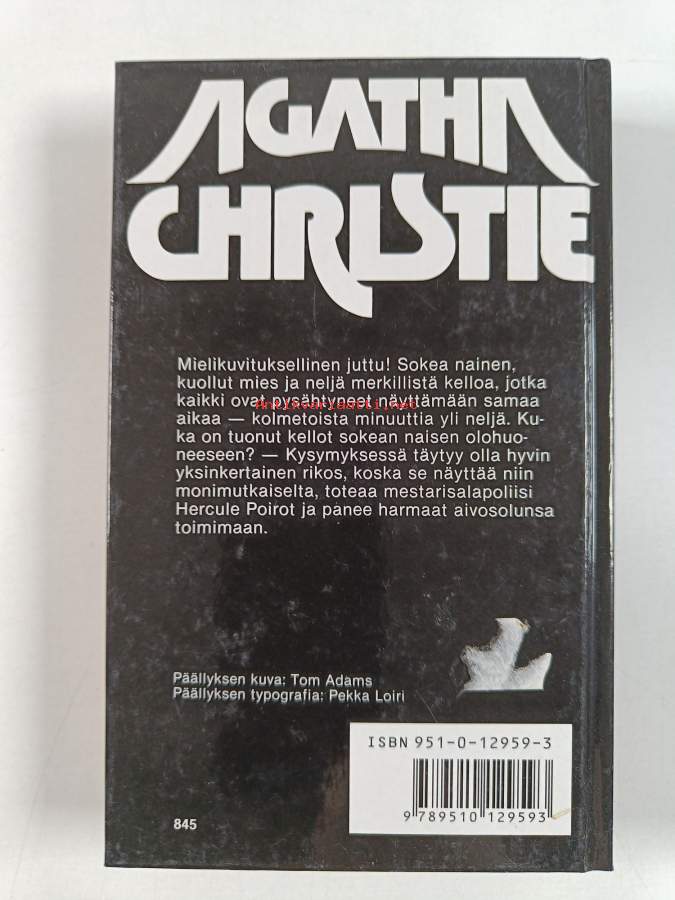 AGATHA
CHRISTIE
Mielikuvituksellinen juttu! Sokea nainen,
kuollut mies ja neljä merkillistä kelloa, jotka
kaikki ovat pysähtyneet näyttämään samaa
Antikvariaatti.net
aikaa — kolmetoista minuuttia yli neljä. Ku-
ka on tuonut kellot sokean naisen olohuo-
neeseen? — Kysymyksessä täytyy olla hyvin
yksinkertainen rikos, koska se näyttää niin
monimutkaiselta, toteaa mestarisalapoliisi
Hercule Poirot ja panee harmaat aivosolunsa
toimimaan.
Päällyksen kuva: Tom Adams
Päällyksen typografia: Pekka Loiri
ISBN 951-0-12959-3
9 789510 129593
845